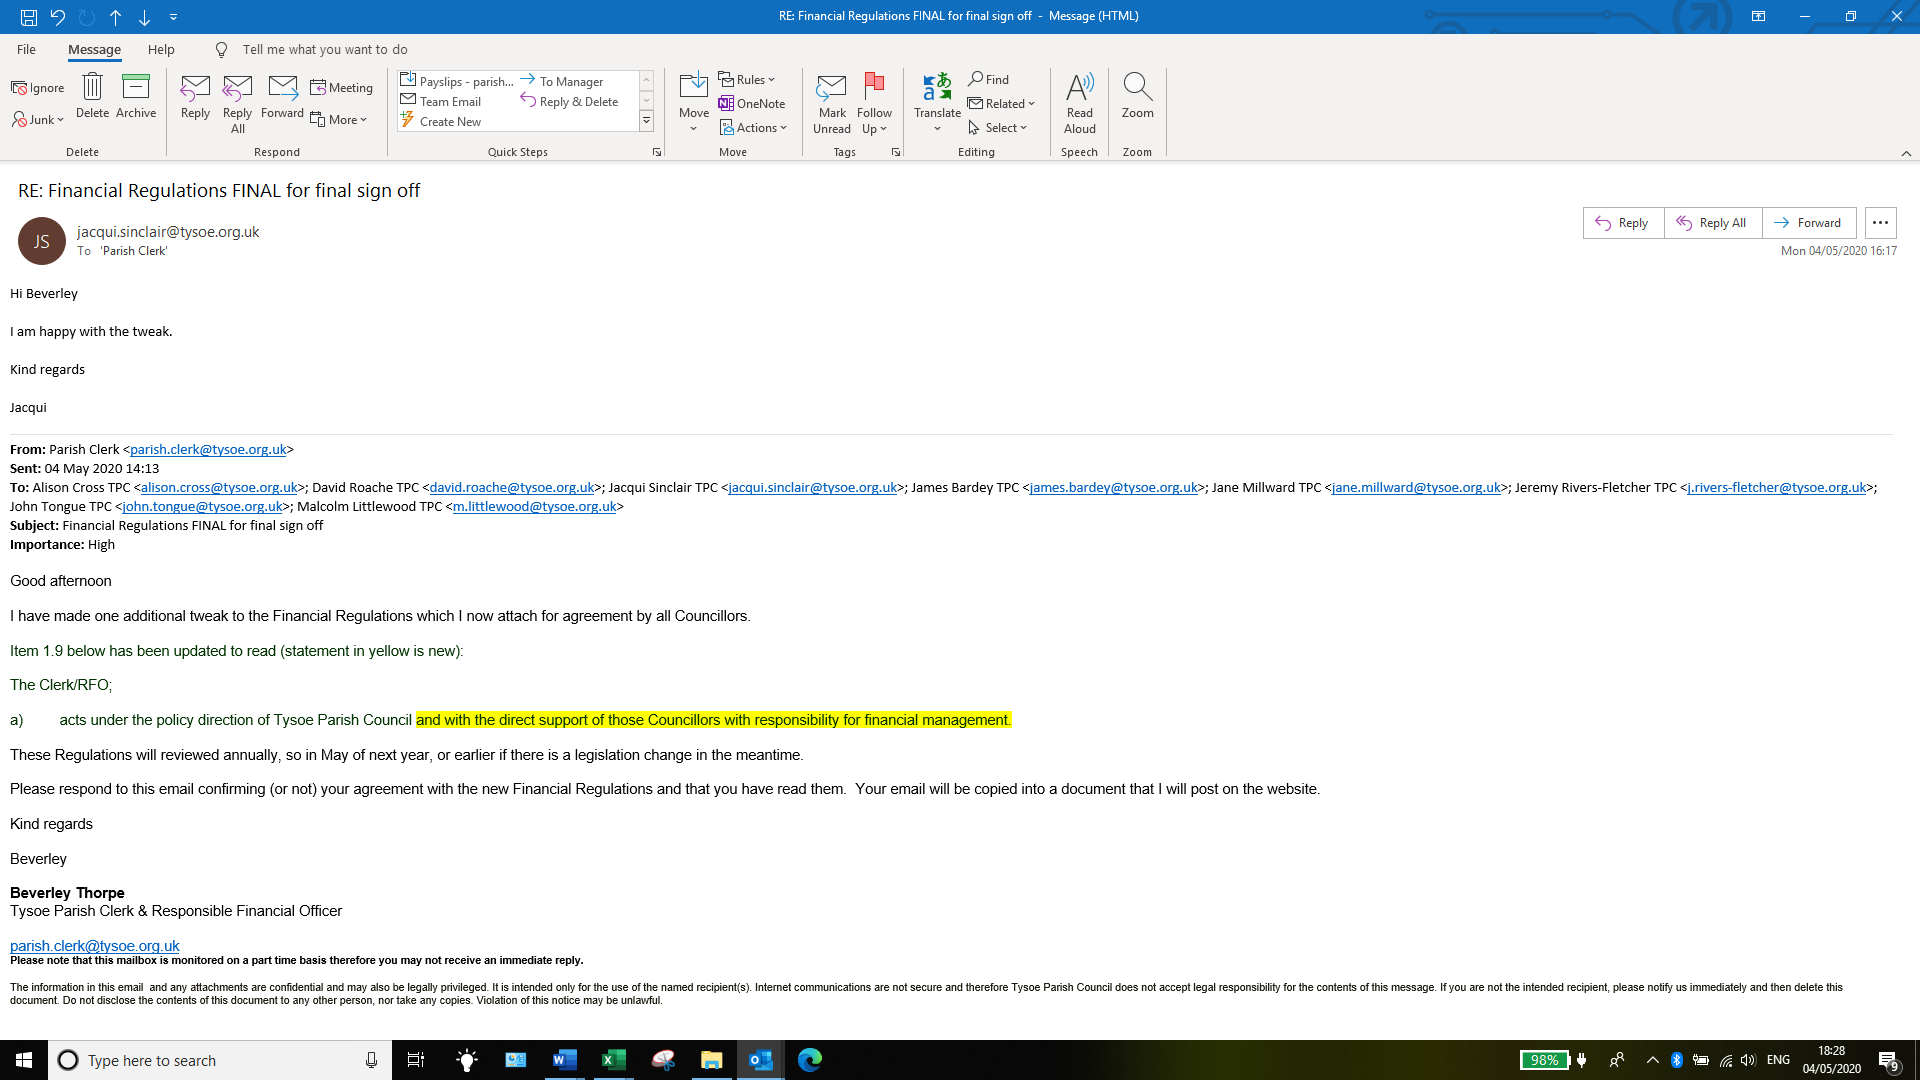 RE: Financial Regulations FINAL for final sign off - Message (HTML)
File Message Help Tell me what you want to do
Ignore
Junk
Delete
Archive
Delete
Reply
Reply All
Forward
Meeting
More
Respond
Payslips - parish... To Manager
Team Email Reply & Delete
Create New
Quick Steps
Move
Rules
OneNote
Actions
Move
Mark Unread
Follow Up
Tags
Translate
Find
Related
Select
Editing
Read Aloud
Speech
Zoom
Zoom
RE: Financial Regulations FINAL for final sign off
JS
jacqui.sinclair@tysoe.org.uk
To 'Parish Clerk'
Reply Reply All Forward
Mon 04/05/2020 16:17
Hi Beverley
I am happy with the tweak.
Kind regards
Jacqui
From: Parish Clerk <parish.clerk@tysoe.org.uk>
Sent: 04 May 2020 14:13
To: Alison Cross TPC <alison.cross@tysoe.org.uk>; David Roache TPC <david.roache@tysoe.org.uk>; Jacqui Sinclair TPC <jacqui.sinclair@tysoe.org.uk>; James Bardey TPC <james.bardey@tysoe.org.uk>; Jane Millward TPC <jane.millward@tysoe.org.uk>; Jeremy Rivers-Fletcher TPC <j.rivers-fletcher@tysoe.org.uk>;
John Tongue TPC <john.tongue@tysoe.org.uk>; Malcolm Littlewood TPC <m.littlewood@tysoe.org.uk>
Subject: Financial Regulations FINAL for final sign off
Importance: High
Good afternoon
I have made one additional tweak to the Financial Regulations which I now attach for agreement by all Councillors.
Item 1.9 below has been updated to read (statement in yellow is new):
The Clerk/RFO;
a) acts under the policy direction of Tysoe Parish Council and with the direct support of those Councillors with responsibility for financial management.
These Regulations will reviewed annually, so in May of next year, or earlier if there is a legislation change in the meantime.
Please respond to this email confirming (or not) your agreement with the new Financial Regulations and that you have read them. Your email will be copied into a document that I will post on the website.
Kind regards
Beverley
Beverley Thorpe
Tysoe Parish Clerk & Responsible Financial Officer
parish.clerk@tysoe.org.uk
Please note that this mailbox is monitored on a part time basis therefore you may not receive an immediate reply.
The information in this email and any attachments are confidential and may also be legally privileged. It is intended only for the use of the named recipient(s). Internet communications are not secure and therefore Tysoe Parish Council does not accept legal responsibility for the contents of this message. If you are not the intended recipient, please notify us immediately and then delete this
document. Do not disclose the contents of this document to any other person, nor take any copies. Violation of this notice may be unlawful.
Type here to search
98%
ENG
18:28
04/05/2020
9